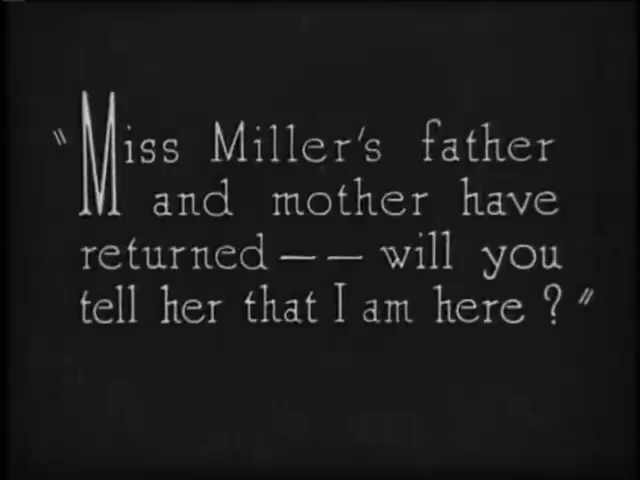 "Miss Miller's father
and mother have
returned — — will you
tell her that I am here?"